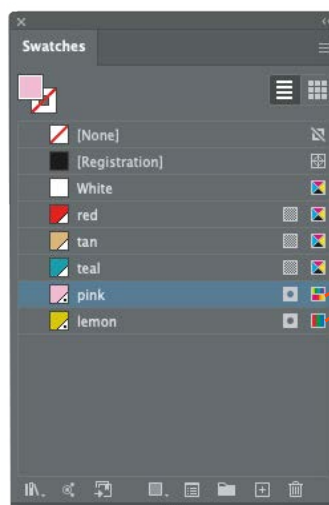 Swatches
[None]
[Registration]
White
red
tan
teal
pink
lemon